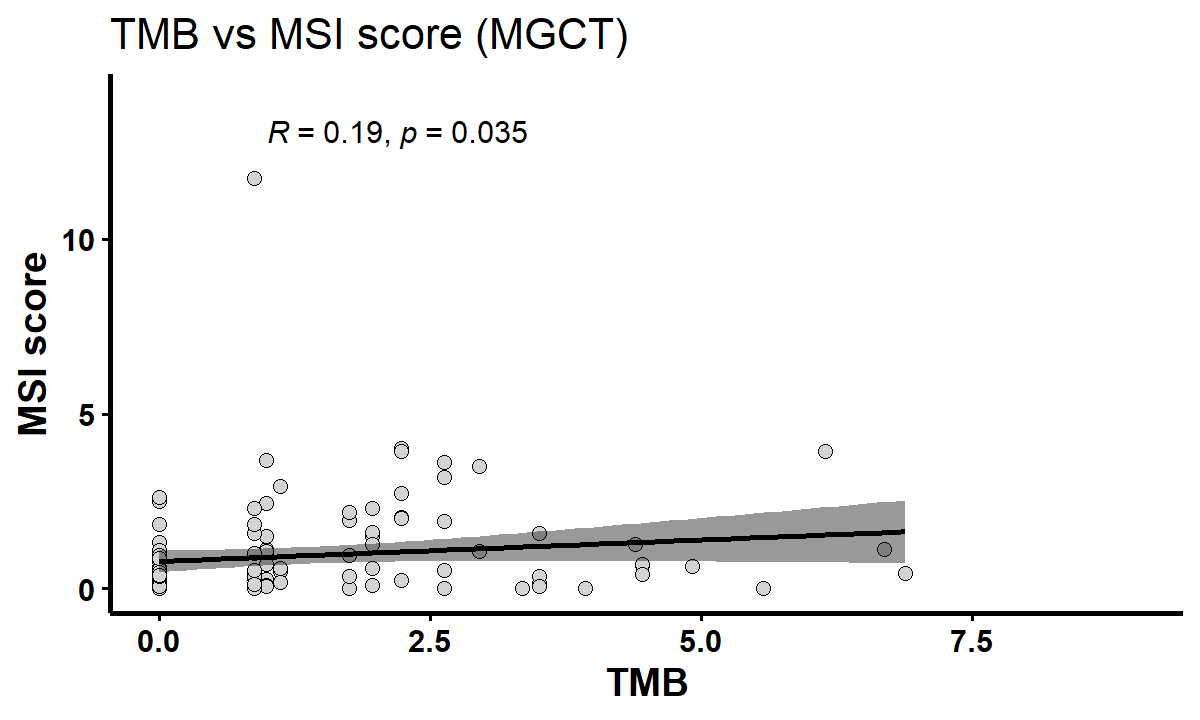 TMB vs MSI score (MGCT)
R = 0.19, p = 0.035
MSI score
10
5
0
0.0 2.5 5.0 7.5
TMB